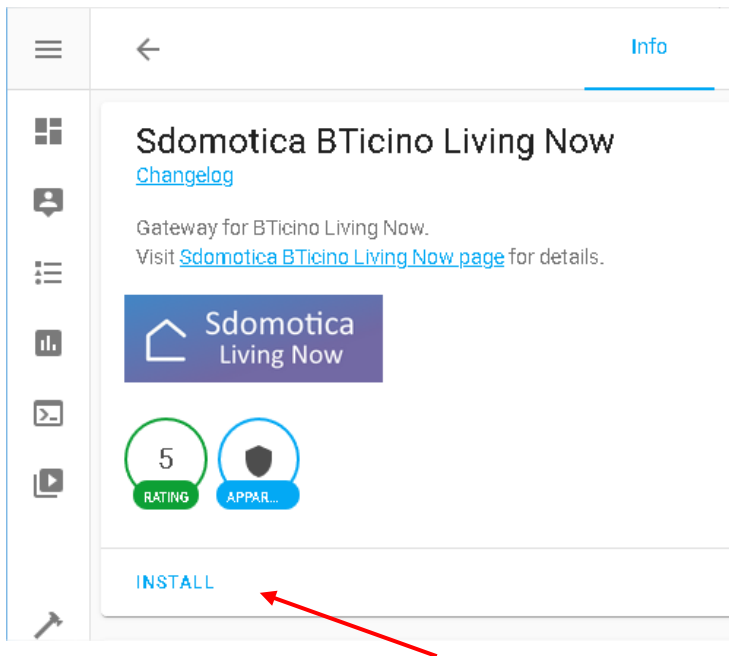 Info
Sdomotica BTicino Living Now
Changelog
Gateway for BTicino Living Now.
Visit Sdomotica BTicino Living Now page for details.
Sdomotica
Living Now
5
RATING
APPAR...
INSTALL